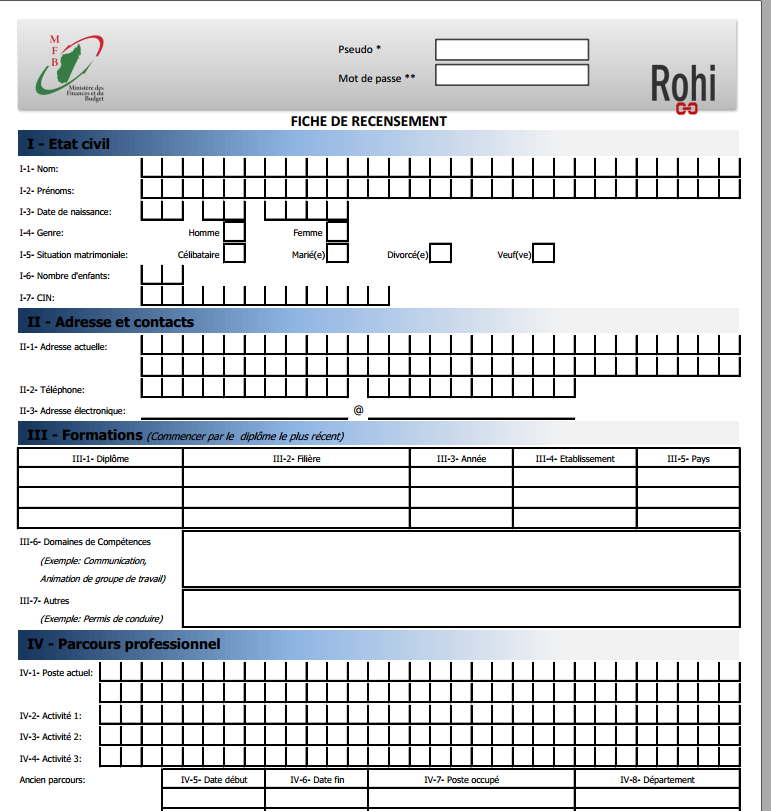 M
F
B
Ministère des
Finances et du
Budget
Pseudo *
Mot de passe **
Rohi
FICHE DE RECENSEMENT
I - Etat civil
I-1- Nom:
I-2- Prénoms:
I-3- Date de naissance:
I-4- Genre: Homme Femme
I-5- Situation matrimoniale: Célibataire Marié(e) Divorcé(e) Veuf(ve)
I-6- Nombre d'enfants:
I-7- CIN:
II - Adresse et contacts
II-1- Adresse actuelle:
II-2- Téléphone:
II-3- Adresse électronique: @
III - Formations (Commencer par le diplôme le plus récent)
III-1- Diplôme III-2- Filière III-3- Année III-4- Etablissement III-5- Pays
III-6- Domaines de Compétences
(Exemple: Communication,
Animation de groupe de travail)
III-7- Autres
(Exemple: Permis de conduire)
IV - Parcours professionnel
IV-1- Poste actuel:
IV-2- Activité 1:
IV-3- Activité 2:
IV-4- Activité 3:
Ancien parcours: IV-5- Date début IV-6- Date fin IV-7- Poste occupé IV-8- Département